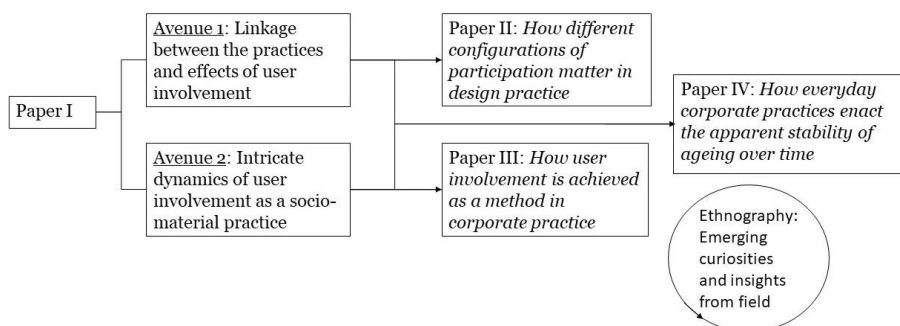 Paper I
Avenue 1: Linkage
between the practices
and effects of user
involvement
Avenue 2: Intricate
dynamics of user
involvement as a socio-
material practice
Paper II: How different
configurations of
participation matter in
design practice
Paper III: How user
involvement is achieved
as a method in
corporate practice
Paper IV: How everyday
corporate practices enact
the apparent stability of
ageing over time
Ethnography:
Emerging
curiosities
and insights
from field